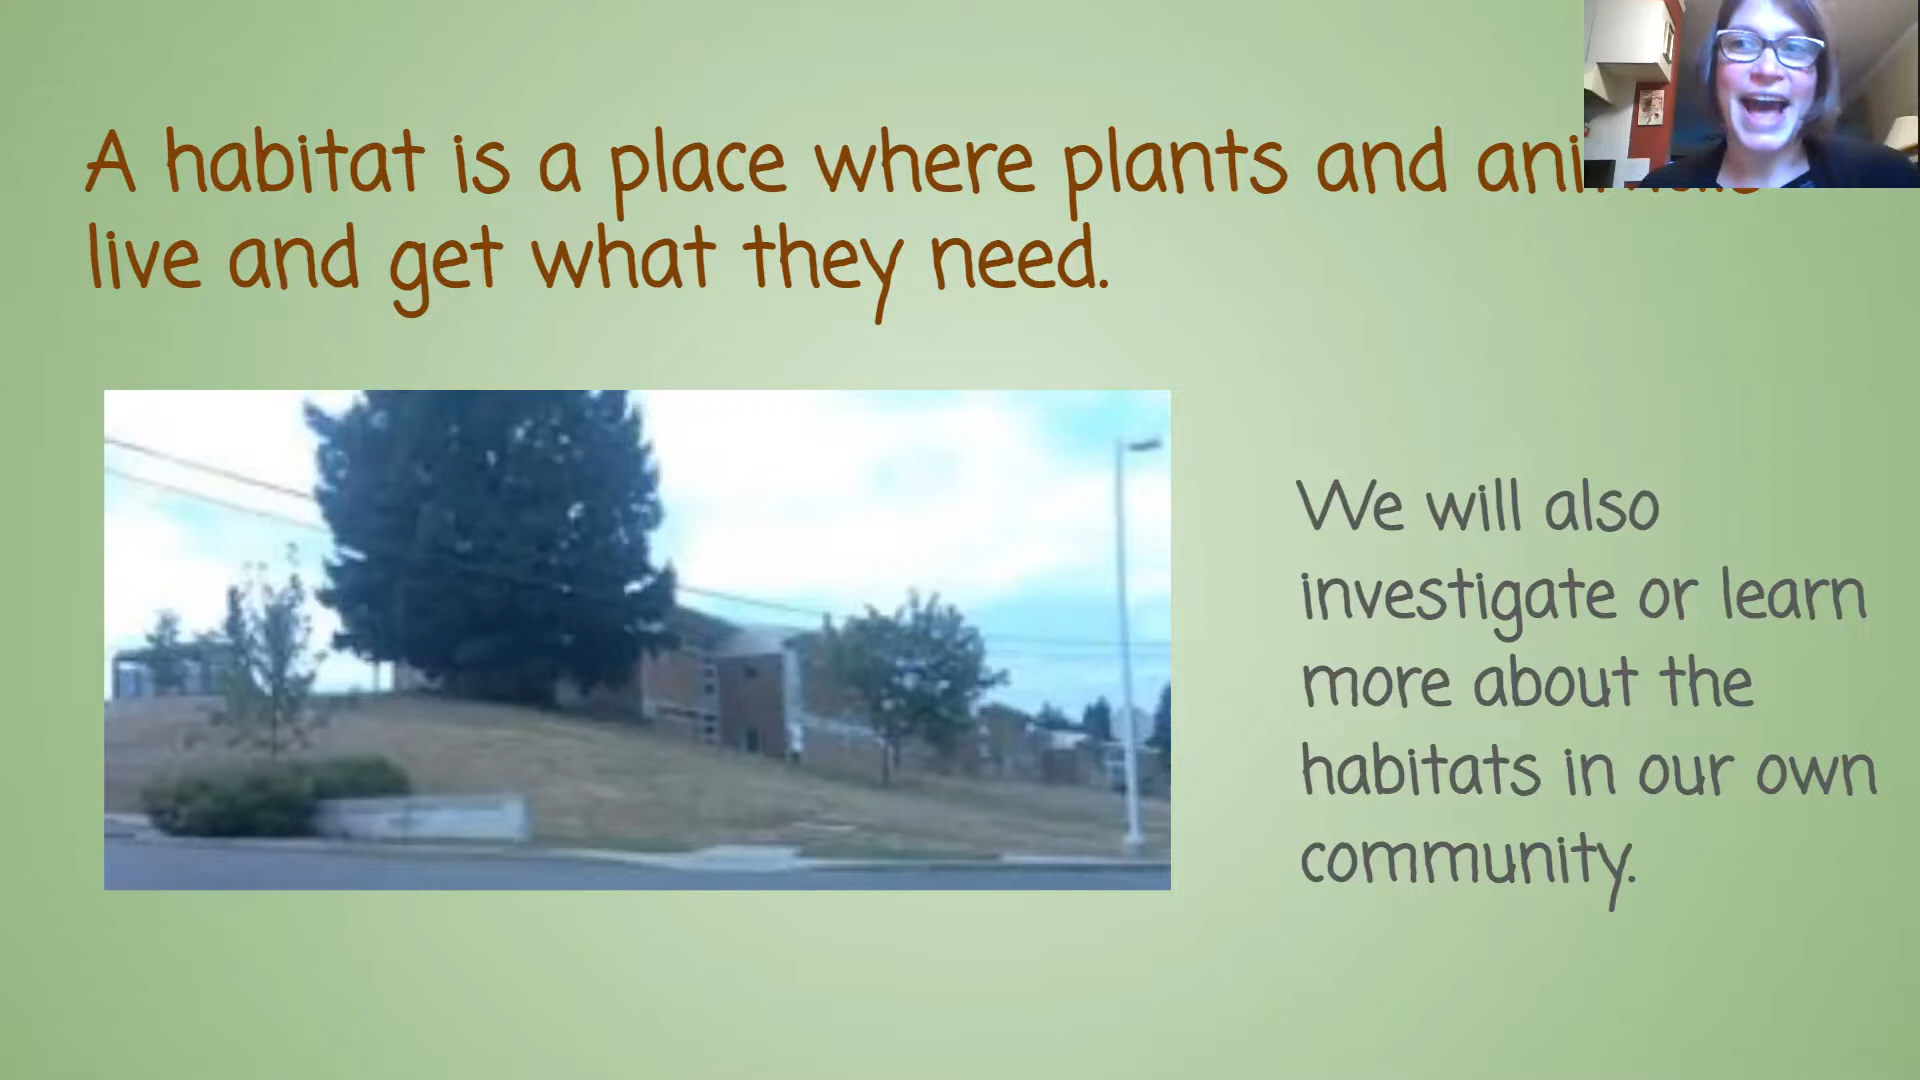 A habitat is a place where plants and
live and get what they need.
We will also
investigate or learn
more about the
habitats in our own
community.